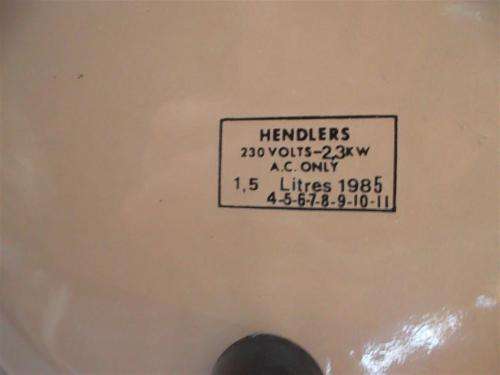 HENDLERS
230 VOLTS-2,3KW
A.C. ONLY
1,5 Litres 1985
4-5-6-7-8-9-10-11